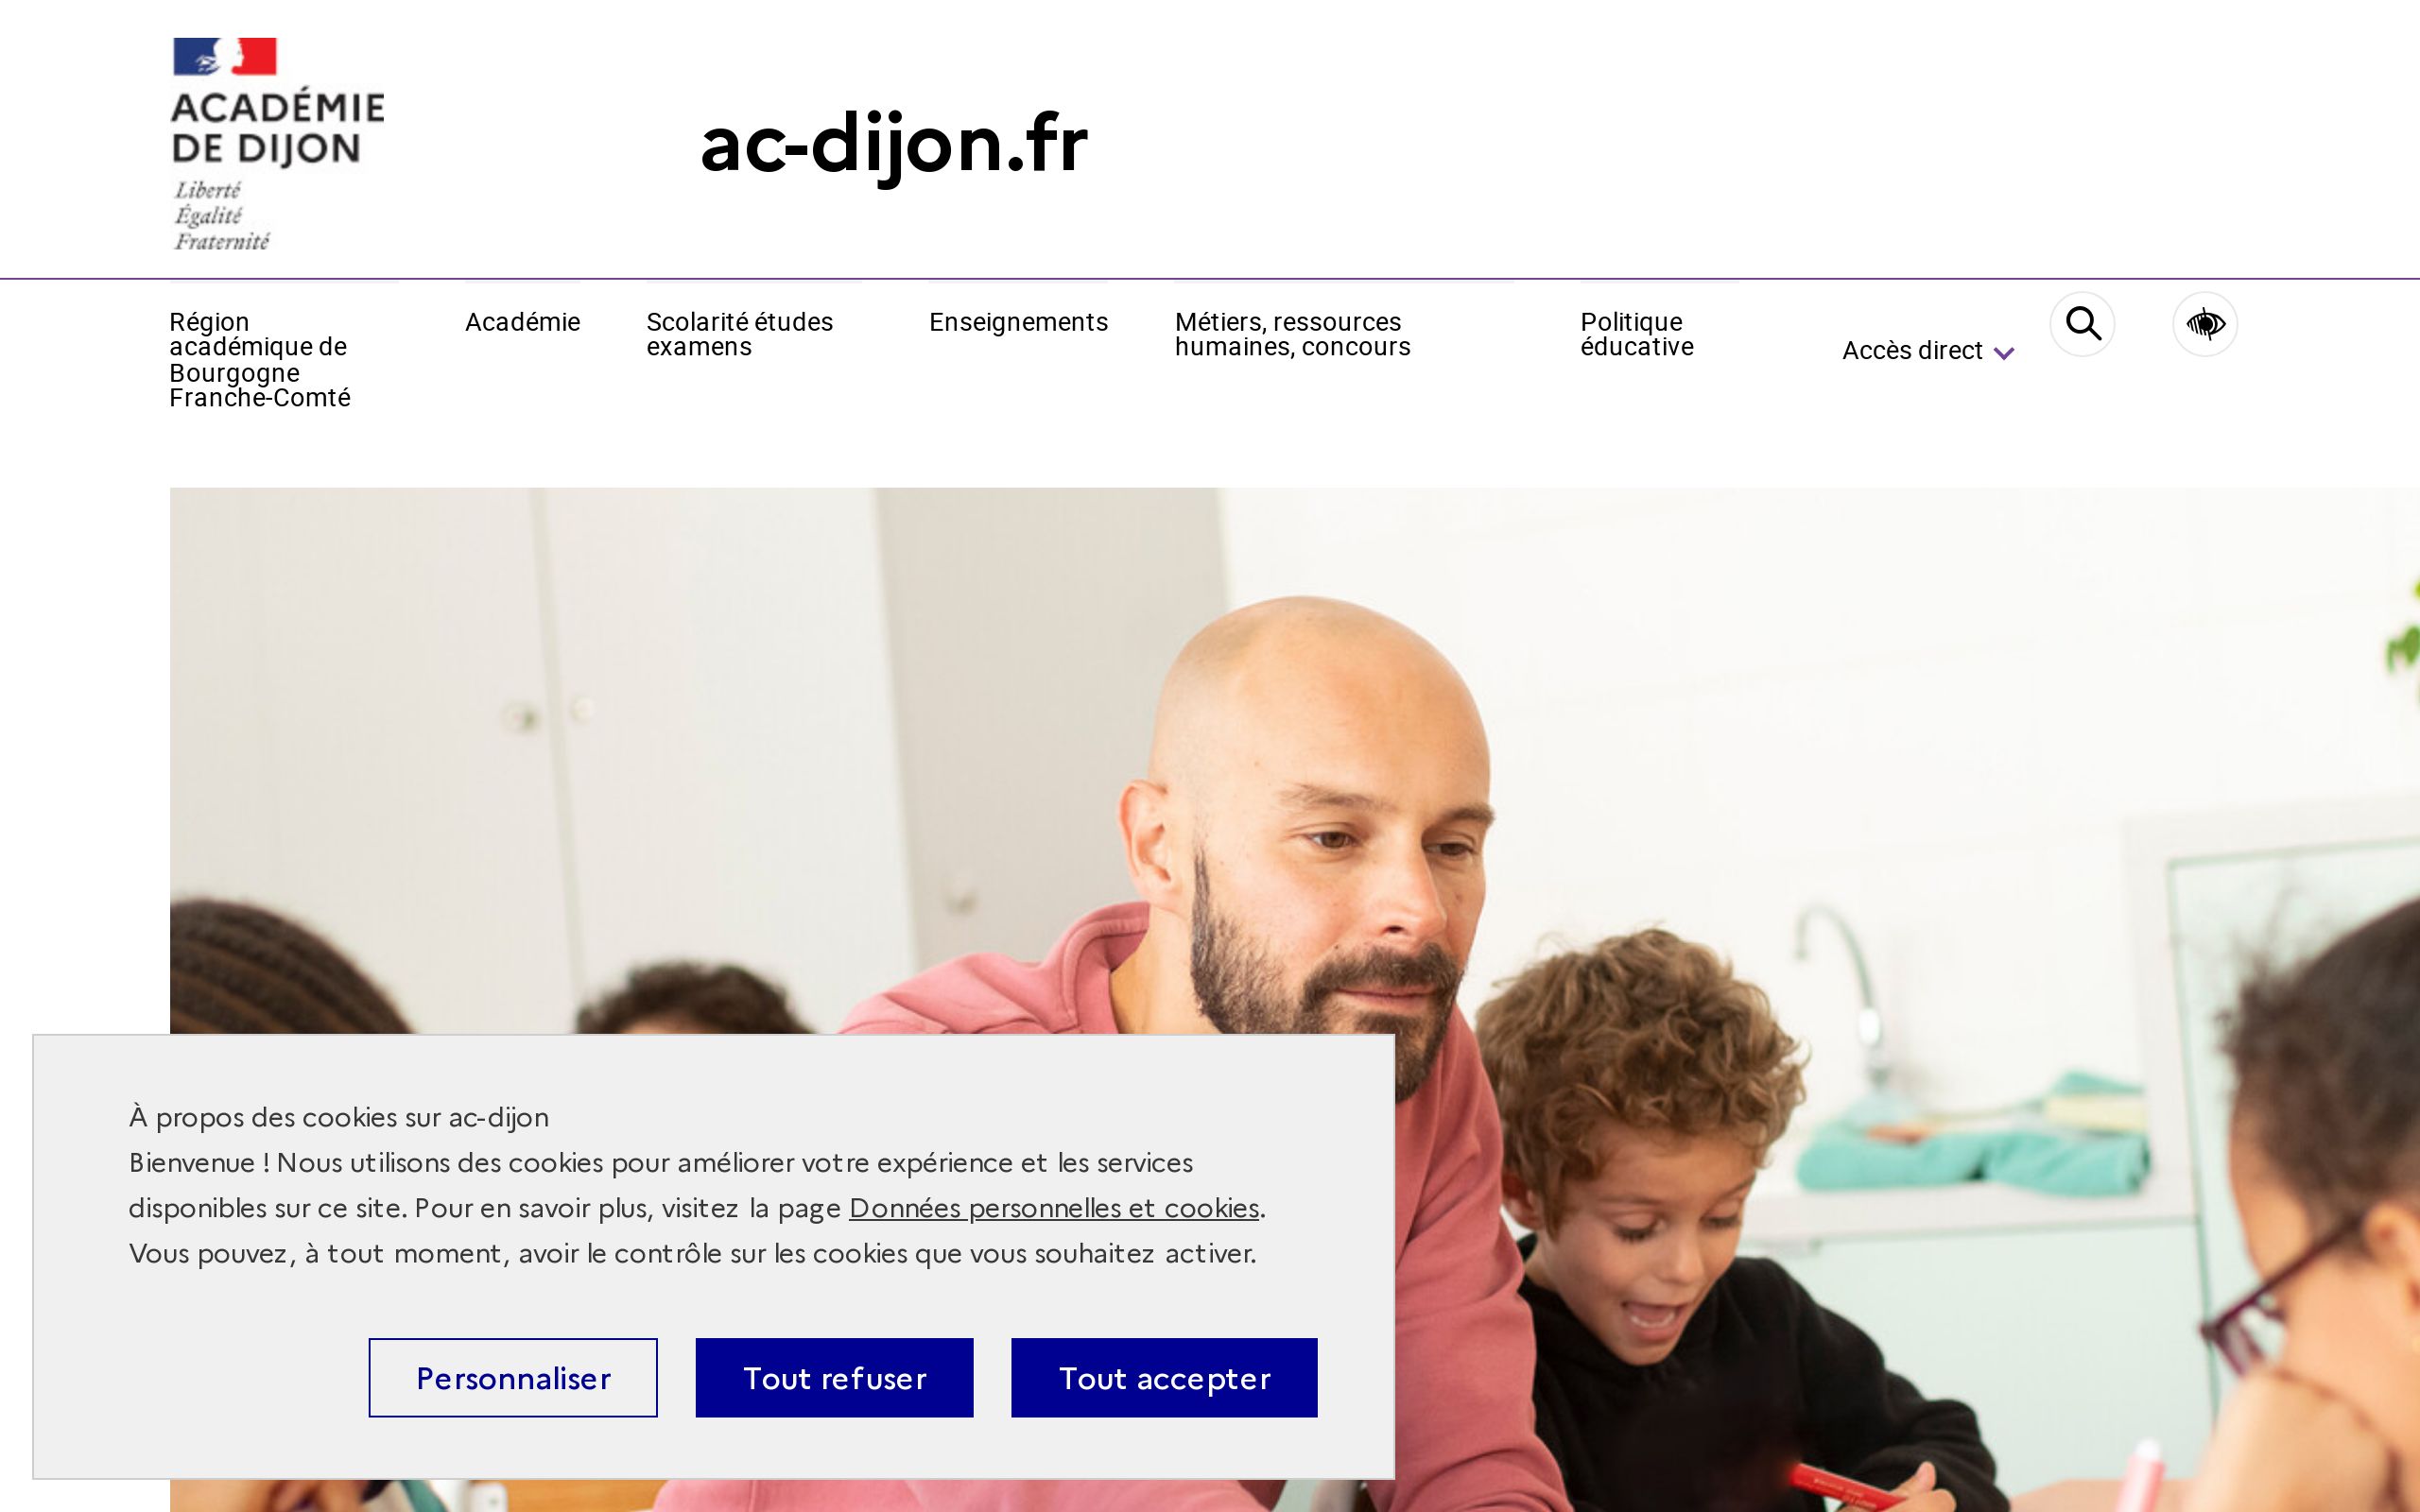 ACADÉMIE
DE DIJON
Liberté
Égalité
Fraternité
ac-dijon.fr
Région
académique de
Bourgogne
Franche-Comté
Académie
Scolarité études
examens
Enseignements
Métiers, ressources
humaines, concours
Politique
éducative
Accès direct
À propos des cookies sur ac-dijon
Bienvenue ! Nous utilisons des cookies pour améliorer votre expérience et les services
disponibles sur ce site. Pour en savoir plus, visitez la page Données personnelles et cookies.
Vous pouvez, à tout moment, avoir le contrôle sur les cookies que vous souhaitez activer.
Personnaliser
Tout refuser
Tout accepter